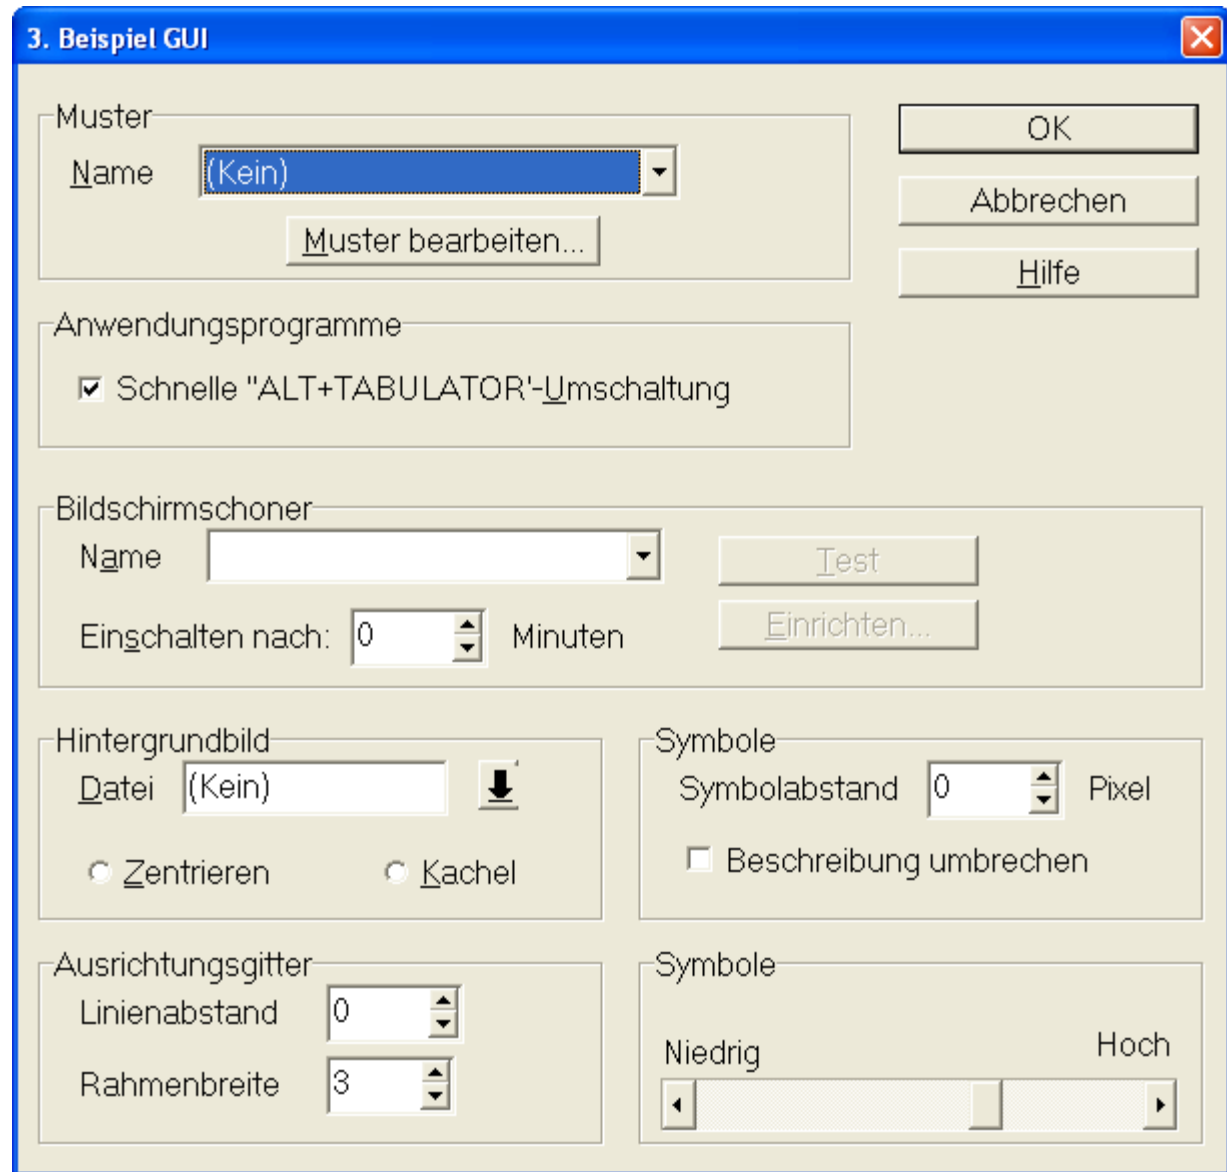 3. Beispiel GUI
Muster
Name (Kein)
Muster bearbeiten...
OK
Abbrechen
Hilfe
Anwendungsprogramme
Schnelle "ALT+TABULATOR'-Umschaltung
Bildschirmschoner
Name
Test
Einschalten nach: 0 Minuten
Einrichten...
Hintergrundbild
Datei (Kein)
Zentrieren Kachel
Symbole
Symbolabstand 0 Pixel
Beschreibung umbrechen
Ausrichtungsgitter
Linienabstand 0
Rahmenbreite 3
Symbole
Niedrig Hoch